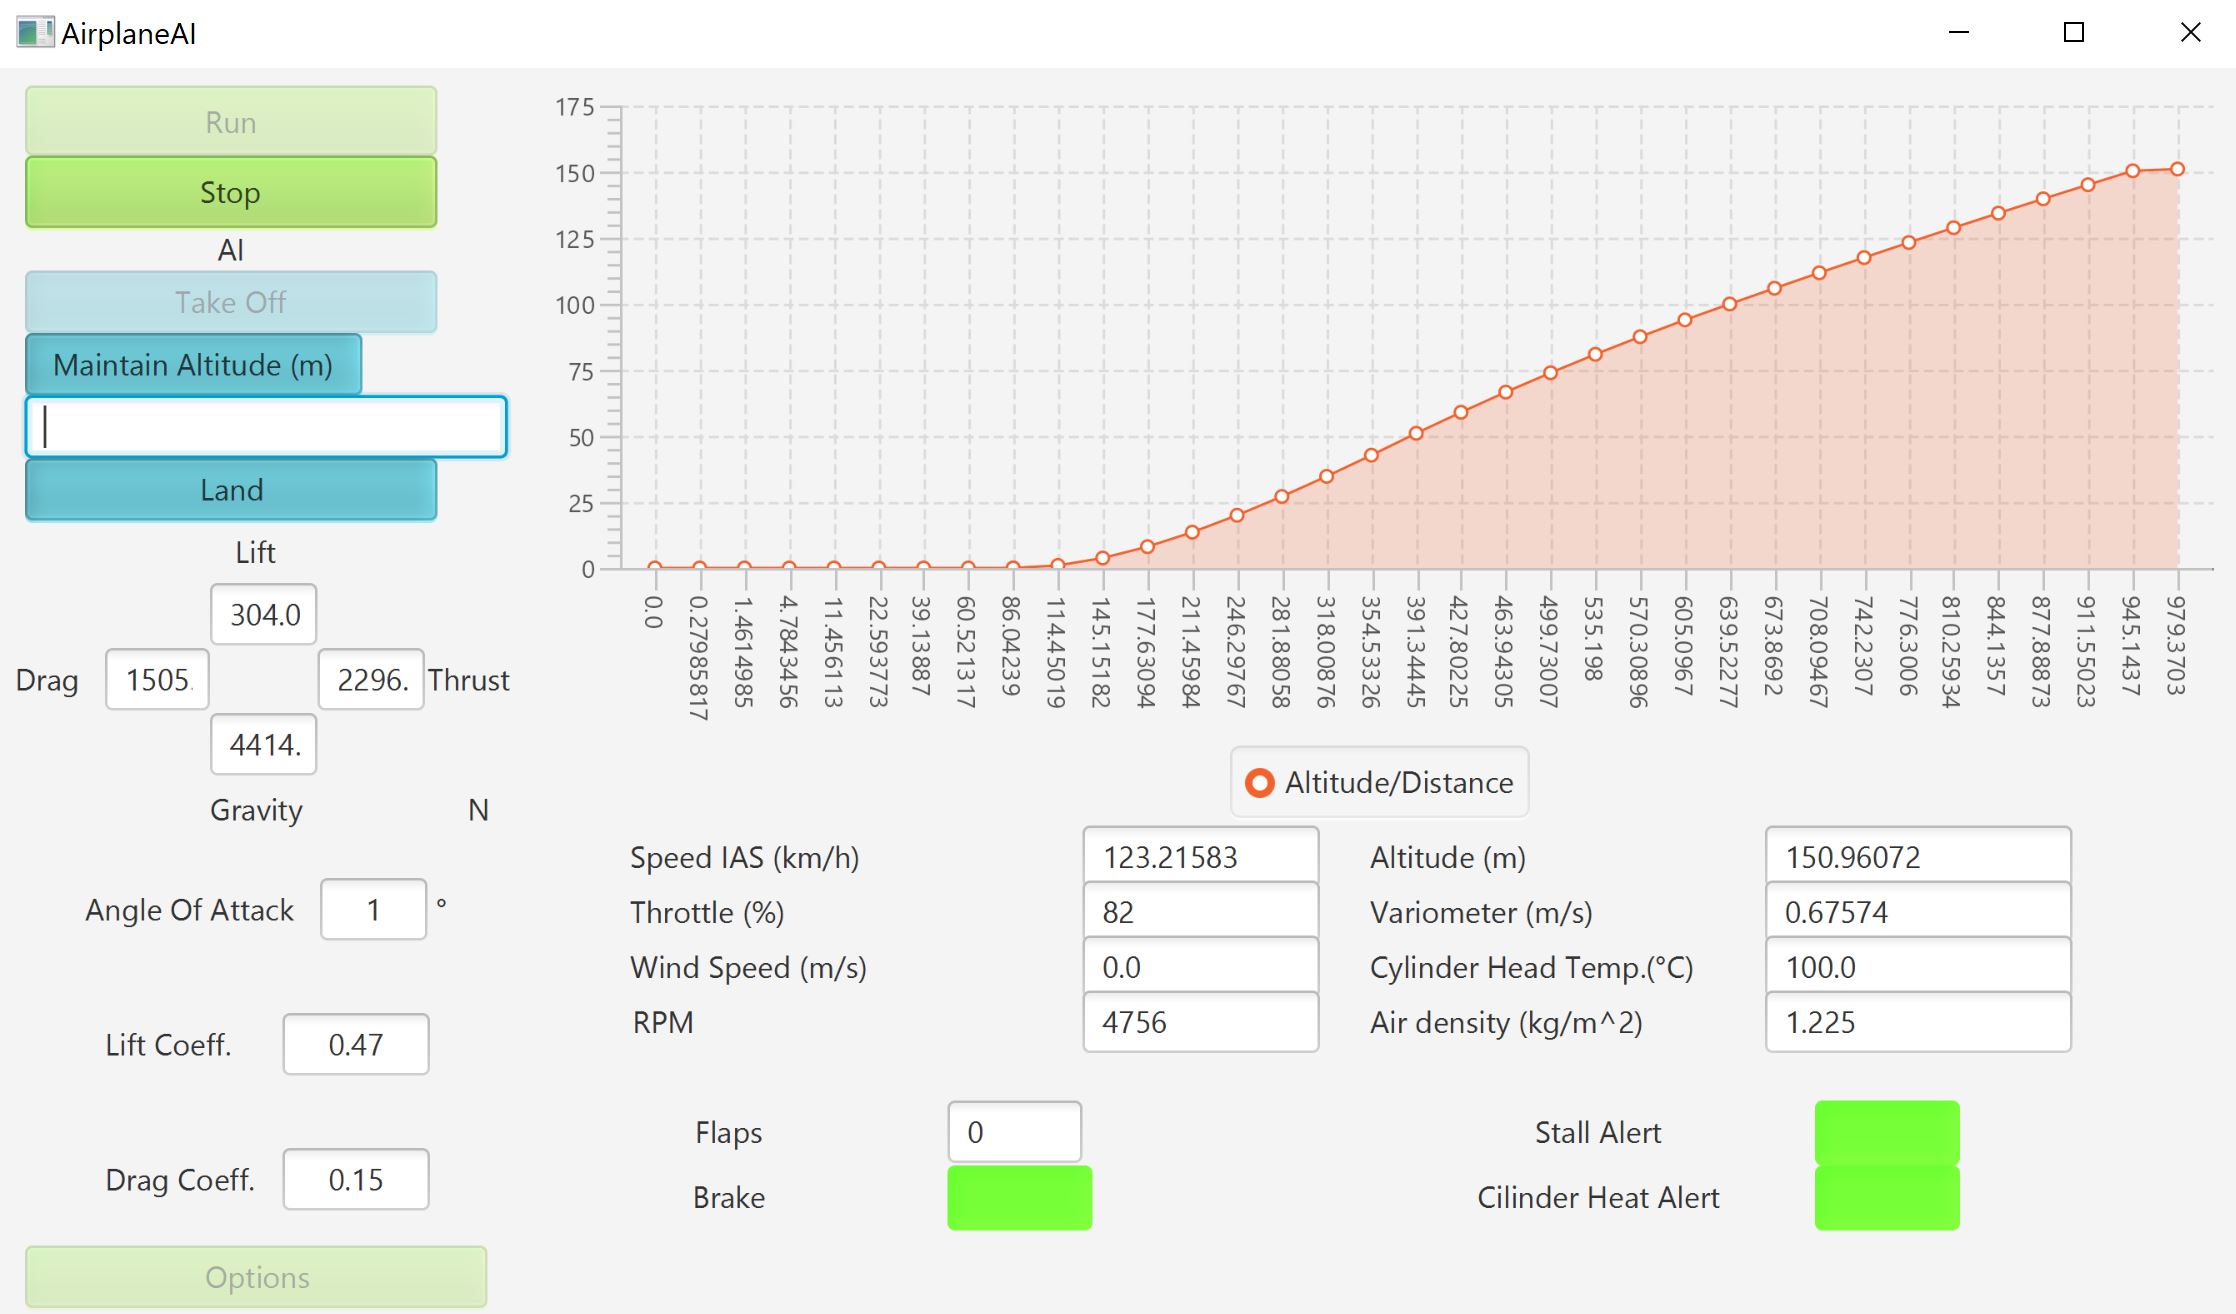 AirplaneAI
Run
Stop
AI
Take Off
Maintain Altitude (m)
Land
Lift
304.0
Drag 1505. 2296. Thrust
4414.
Gravity N
Angle Of Attack 1 °
Lift Coeff. 0.47
Drag Coeff. 0.15
Options
175
150
125
100
75
50
25
0
0.0 0.27985817 1.4614985 4.7843456 11.456113 22.593773 39.13887 60.521317 86.04239 114.45019 145.15182 177.63094 211.45984 246.29767 281.88058 318.00876 354.53326 391.34445 427.80225 463.94305 499.73007 535.198 570.30896 605.0967 639.52277 673.8692 708.09467 742.2307 776.3006 810.25934 844.1357 877.88873 911.55023 945.1437 979.3703
Altitude/Distance
Speed IAS (km/h) 123.21583 Altitude (m) 150.96072
Throttle (%) 82 Variometer (m/s) 0.67574
Wind Speed (m/s) 0.0 Cylinder Head Temp.(°C) 100.0
RPM 4756 Air density (kg/m^2) 1.225
Flaps 0 Stall Alert
Brake Cilinder Heat Alert